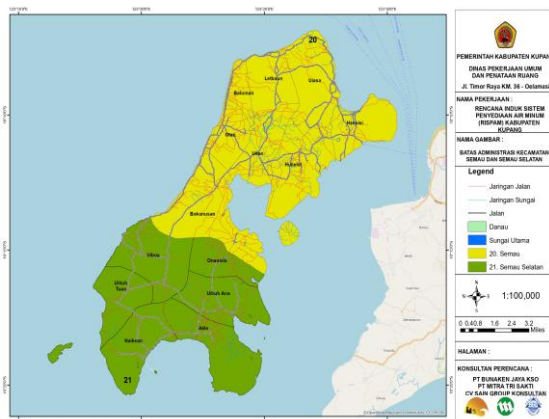 20
Letbaun
Uiasa
Batuinan
Hansisi
Otan
Uitao
Huilelot
Bokonusan
Uiboa
Onansila
Uitiuh Tuan
Uitiuh Ana
Akle
Naikean
21
PEMERINTAH KABUPATEN KUPANG
DINAS PEKERJAAN UMUM
DAN PENATAAN RUANG
Jl. Timor Raya KM. 36 - Oelamasi
NAMA PEKERJAAN :
RENCANA INDUK SISTEM
PENYEDIAAN AIR MINUM
(RISPAM) KABUPATEN
KUPANG
NAMA GAMBAR :
BATAS ADMINISTRASI KECAMATAN
SEMAU DAN SEMAU SELATAN
Legend
Jaringan Jalan
Jaringan Sungai
Jalan
Danau
Sungai Utama
20. Semau
21. Semau Selatan
1:100,000
0 0.40.8 1.6 2.4 3.2
Miles
HALAMAN :
KONSULTAN PERENCANA :
PT BUNAKEN JAYA KSO
PT MITRA TRI SAKTI
CV SAIN GROUP KONSULTAN